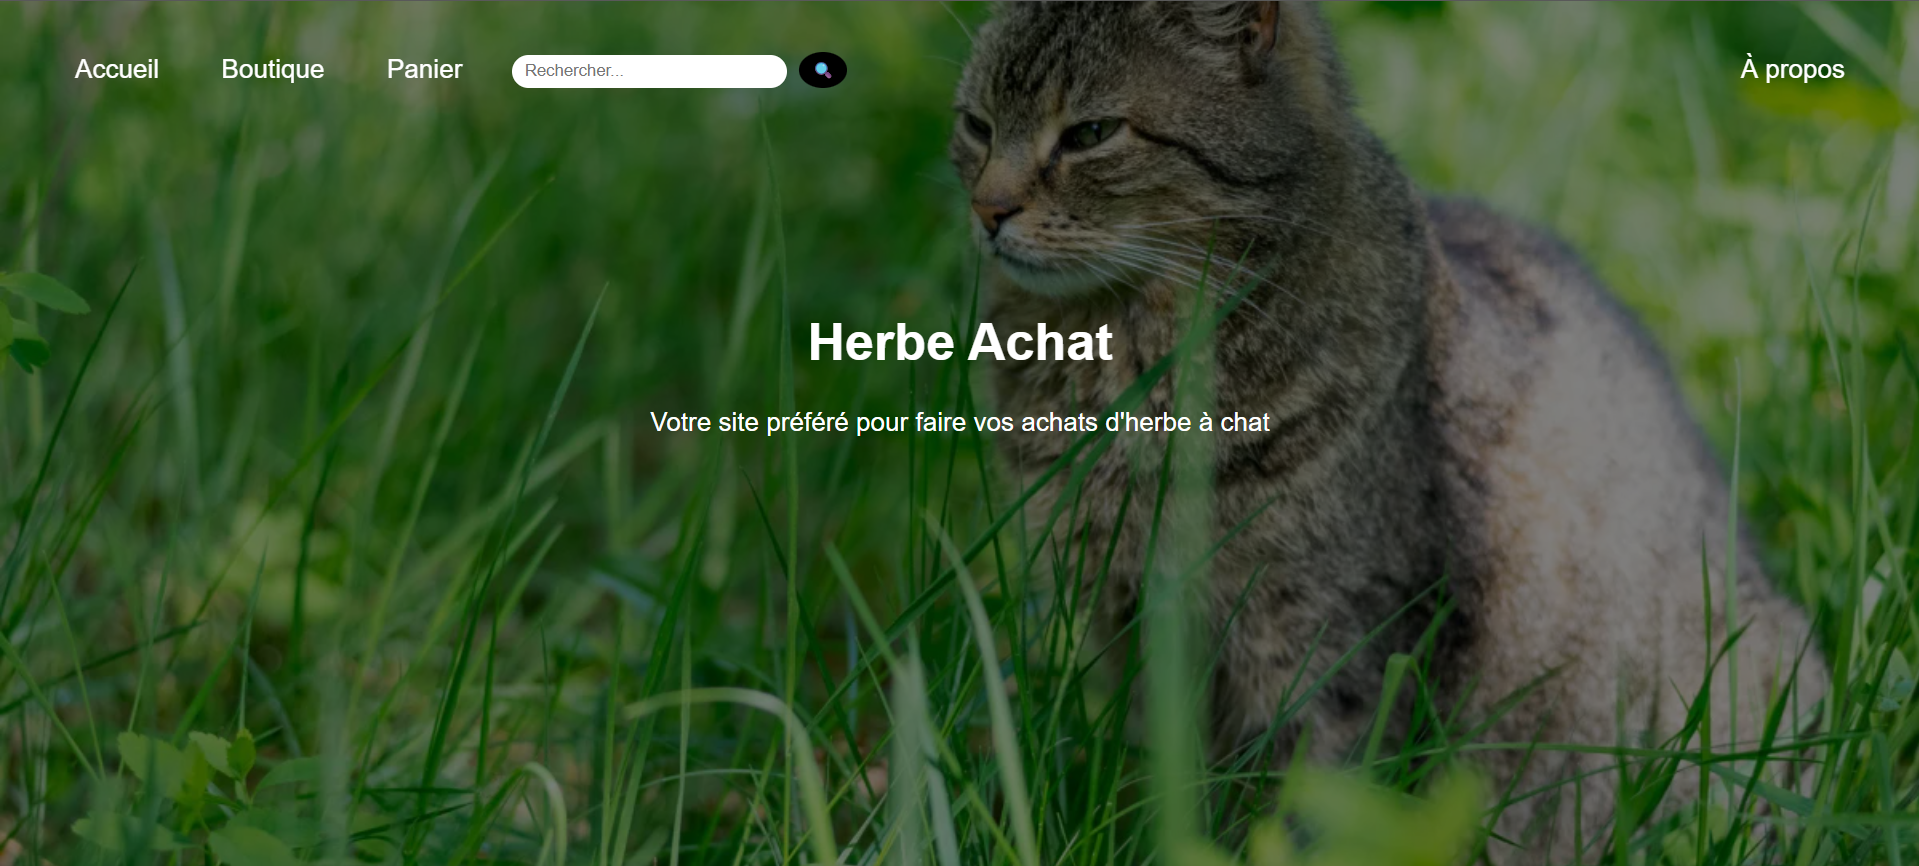 Accueil Boutique Panier Rechercher... À propos
Herbe Achat
Votre site préféré pour faire vos achats d'herbe à chat